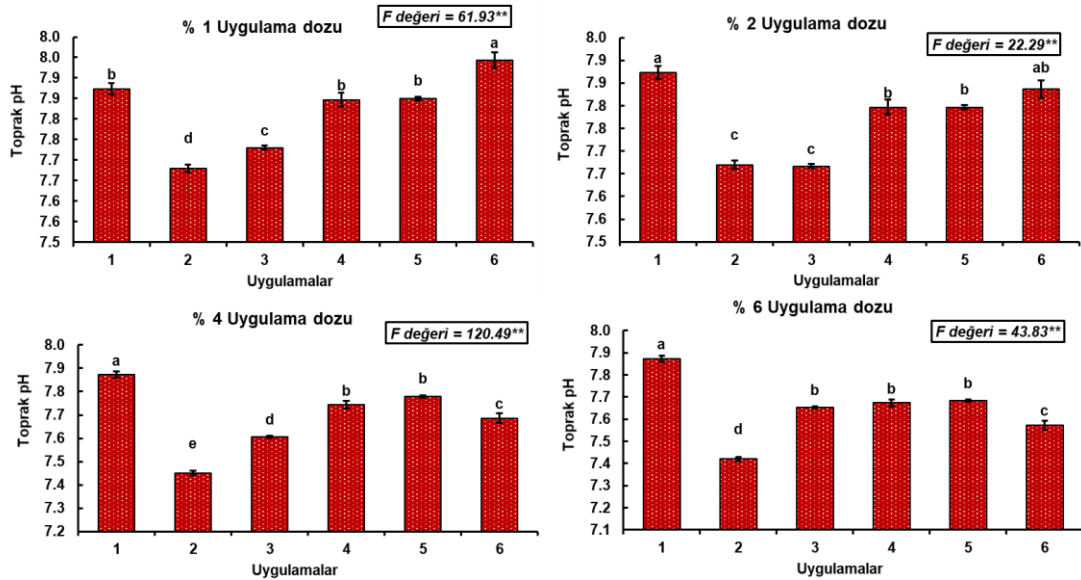 % 1 Uygulama dozu
F değeri = 61.93**
8.0
8.0
7.9
7.9
7.8
7.8
7.7
7.7
7.6
7.6
7.5
Toprak pH
b
d
c
b
b
a
1 2 3 4 5 6
Uygulamalar
% 2 Uygulama dozu
F değeri = 22.29**
8.0
7.9
7.9
7.8
7.8
7.7
7.7
7.6
7.6
7.5
Toprak pH
a
c
c
b
b
ab
1 2 3 4 5 6
Uygulamalar
% 4 Uygulama dozu
F değeri = 120.49**
8.0
7.9
7.8
7.7
7.6
7.5
7.4
7.3
7.2
Toprak pH
a
e
d
b
b
c
1 2 3 4 5 6
Uygulamalar
% 6 Uygulama dozu
F değeri = 43.83**
8.0
7.9
7.8
7.7
7.6
7.5
7.4
7.3
7.2
7.1
Toprak pH
a
d
b
b
b
c
1 2 3 4 5 6
Uygulamalar